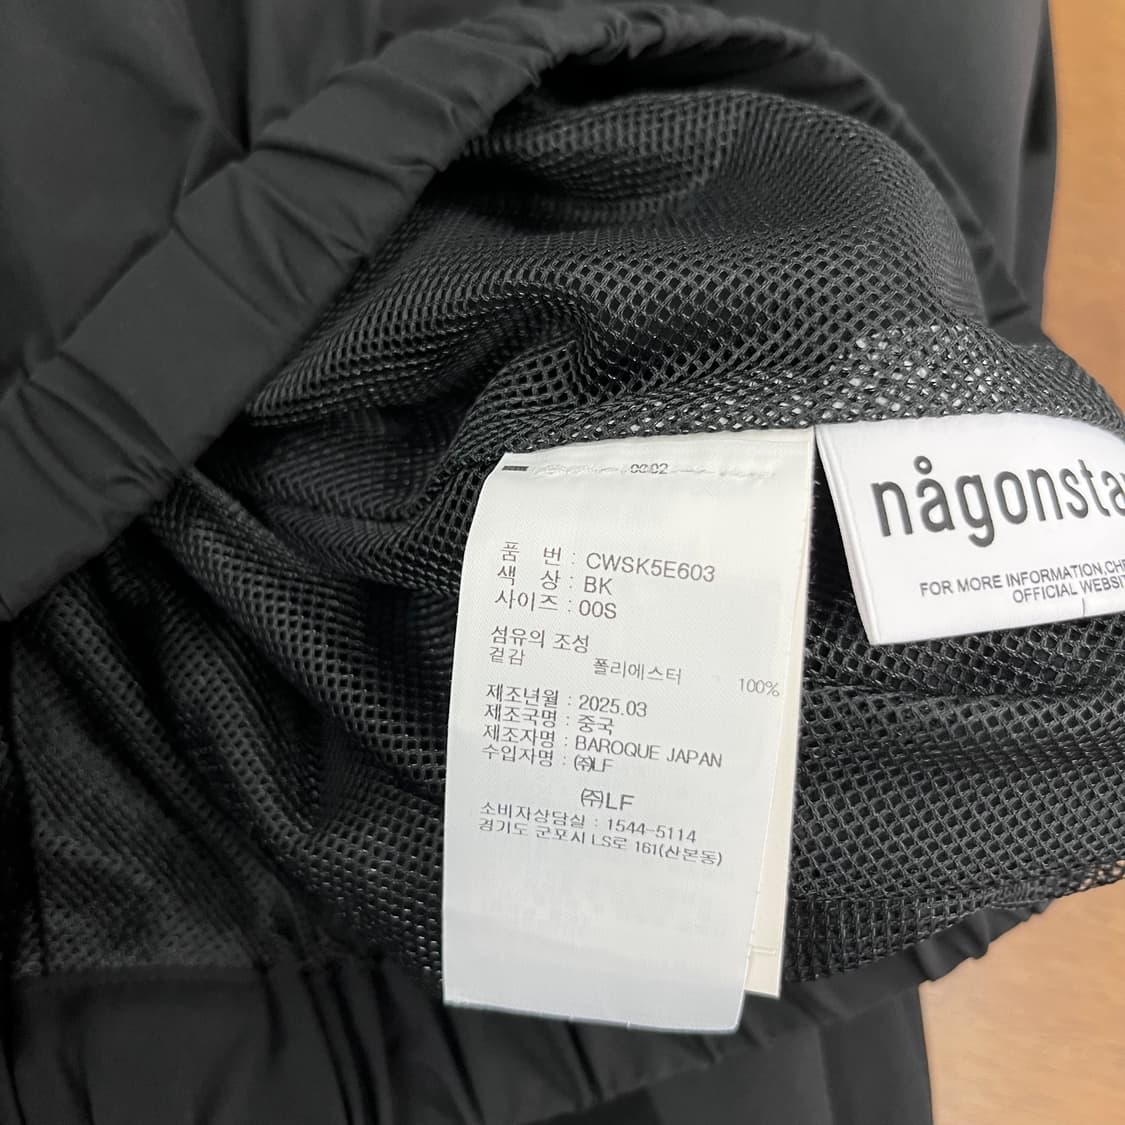 0002
품 번 : CWSK5E603
색 상 : BK
사이즈 : 00S
섬유의 조성
겉감 폴리에스터 100%
제조년월 : 2025.03
제조국명 : 중국
제조자명 : BAROQUE JAPAN
수입자명 : ㈜LF
㈜LF
소비자상담실 : 1544-5114
경기도 군포시 LS로 161(산본동)
någonsta
FOR MORE INFORMATION,CHE
OFFICIAL WEBSIT